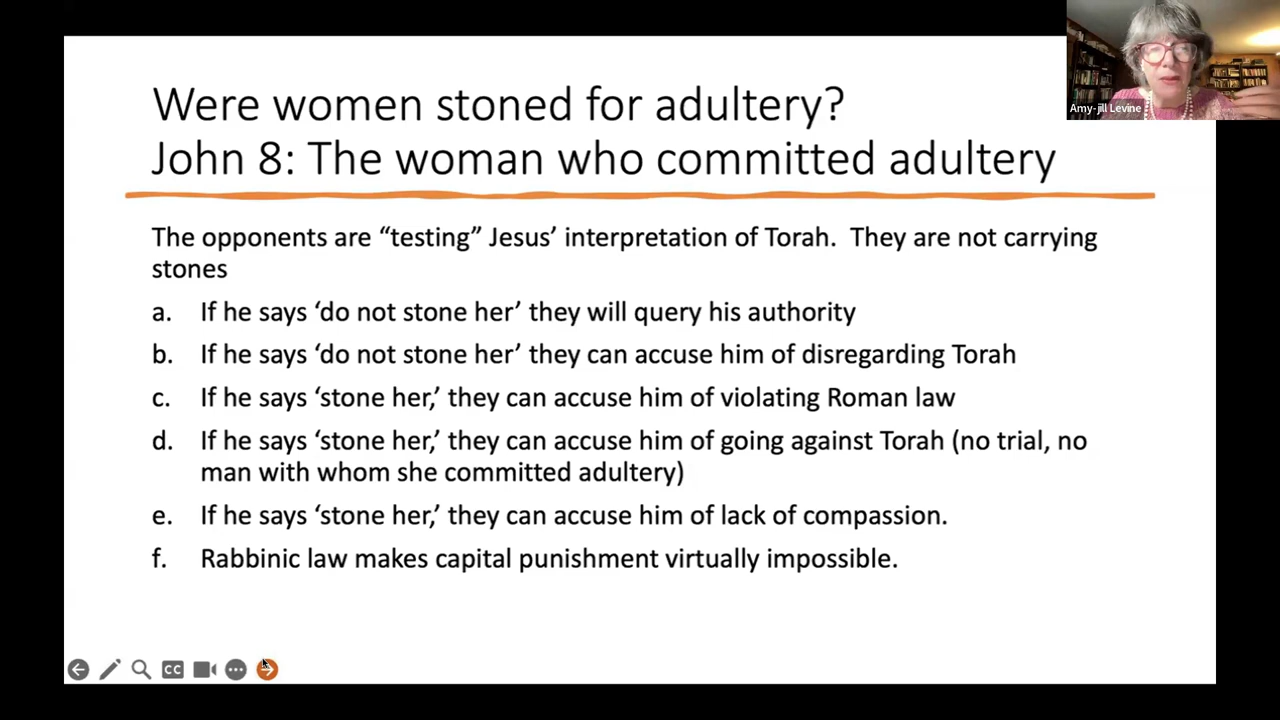 Amy-jill Levine
Were women stoned for adultery?
John 8: The woman who committed adultery
The opponents are “testing” Jesus’ interpretation of Torah.  They are not carrying
stones
a. If he says ‘do not stone her’ they will query his authority
b. If he says ‘do not stone her’ they can accuse him of disregarding Torah
c. If he says ‘stone her,’ they can accuse him of violating Roman law
d. If he says ‘stone her,’ they can accuse him of going against Torah (no trial, no
man with whom she committed adultery)
e. If he says ‘stone her,’ they can accuse him of lack of compassion.
f. Rabbinic law makes capital punishment virtually impossible.
CC